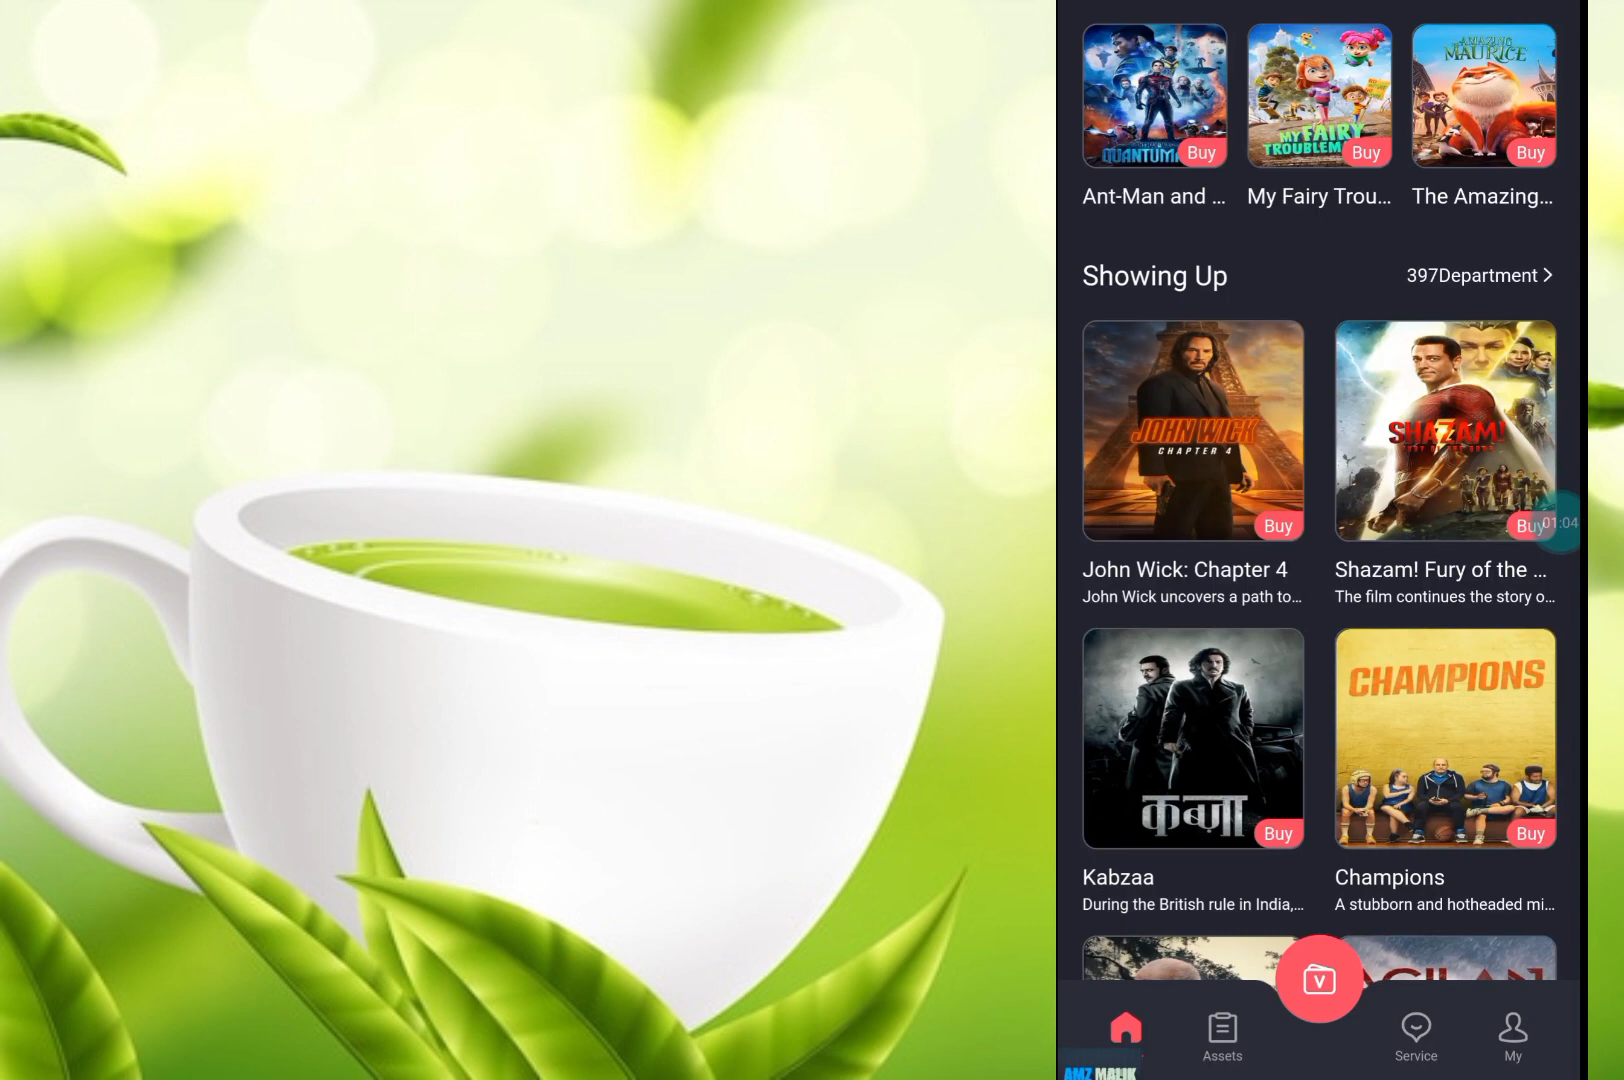 AMAZING
MAURICE
QUANTUM
Buy
MY FAIRY
TROUBLEM
Buy
Buy
Ant-Man and ...
My Fairy Trou...
The Amazing...
Showing Up
397Department >
JOHN WICK
CHAPTER 4
Buy
SHAZAM!
Buy
01:04
John Wick: Chapter 4
Shazam! Fury of the ...
John Wick uncovers a path to...
The film continues the story o...
कब्ज़ा
Buy
CHAMPIONS
Buy
Kabzaa
Champions
During the British rule in India,...
A stubborn and hotheaded mi...
AGILAN
V
Assets
Service
My
AMZ MALIK